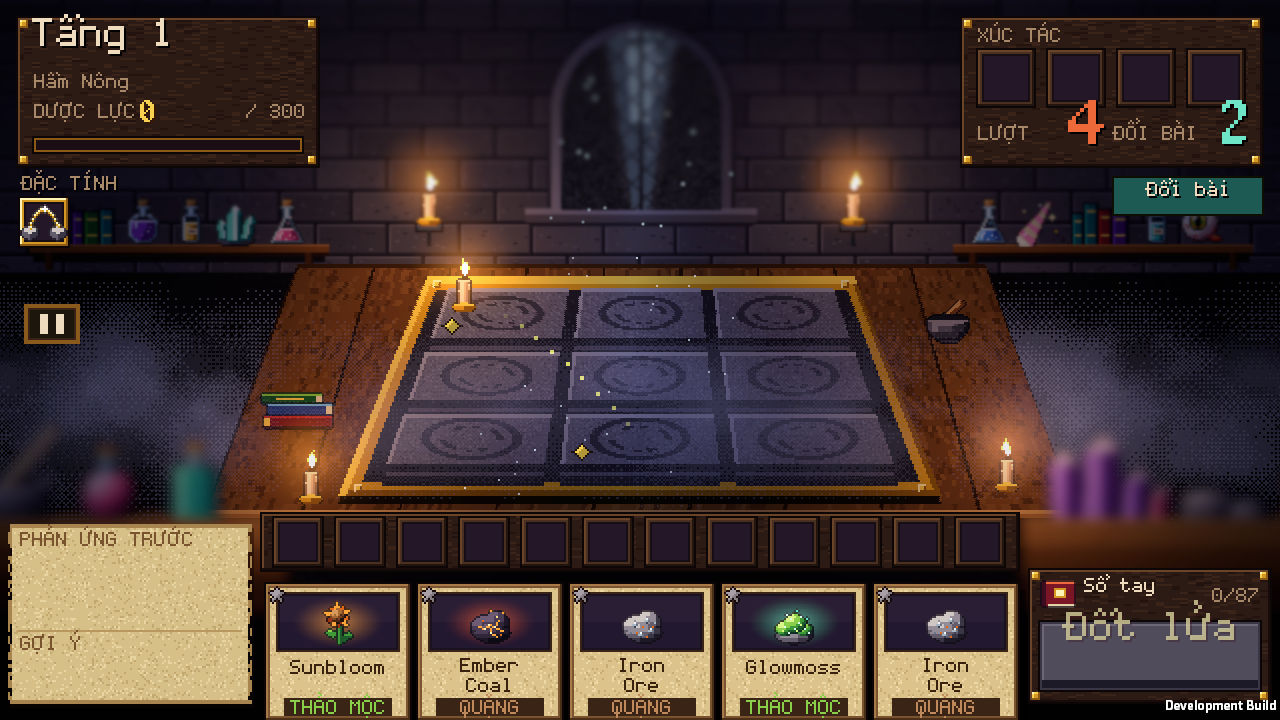 Tầng 1
Hầm Nông
DƯỢC LỰC 0 / 300
ĐẶC TÍNH
XÚC TÁC
LƯỢT 4 ĐỔI BÀI 2
Đổi bài
PHẢN ỨNG TRƯỚC
GỢI Ý
Sunbloom
THẢO MỘC
Ember
Coal
QUẶNG
Iron
Ore
QUẶNG
Glowmoss
THẢO MỘC
Iron
Ore
QUẶNG
Sổ tay
0/87
Đốt lửa
Development Build